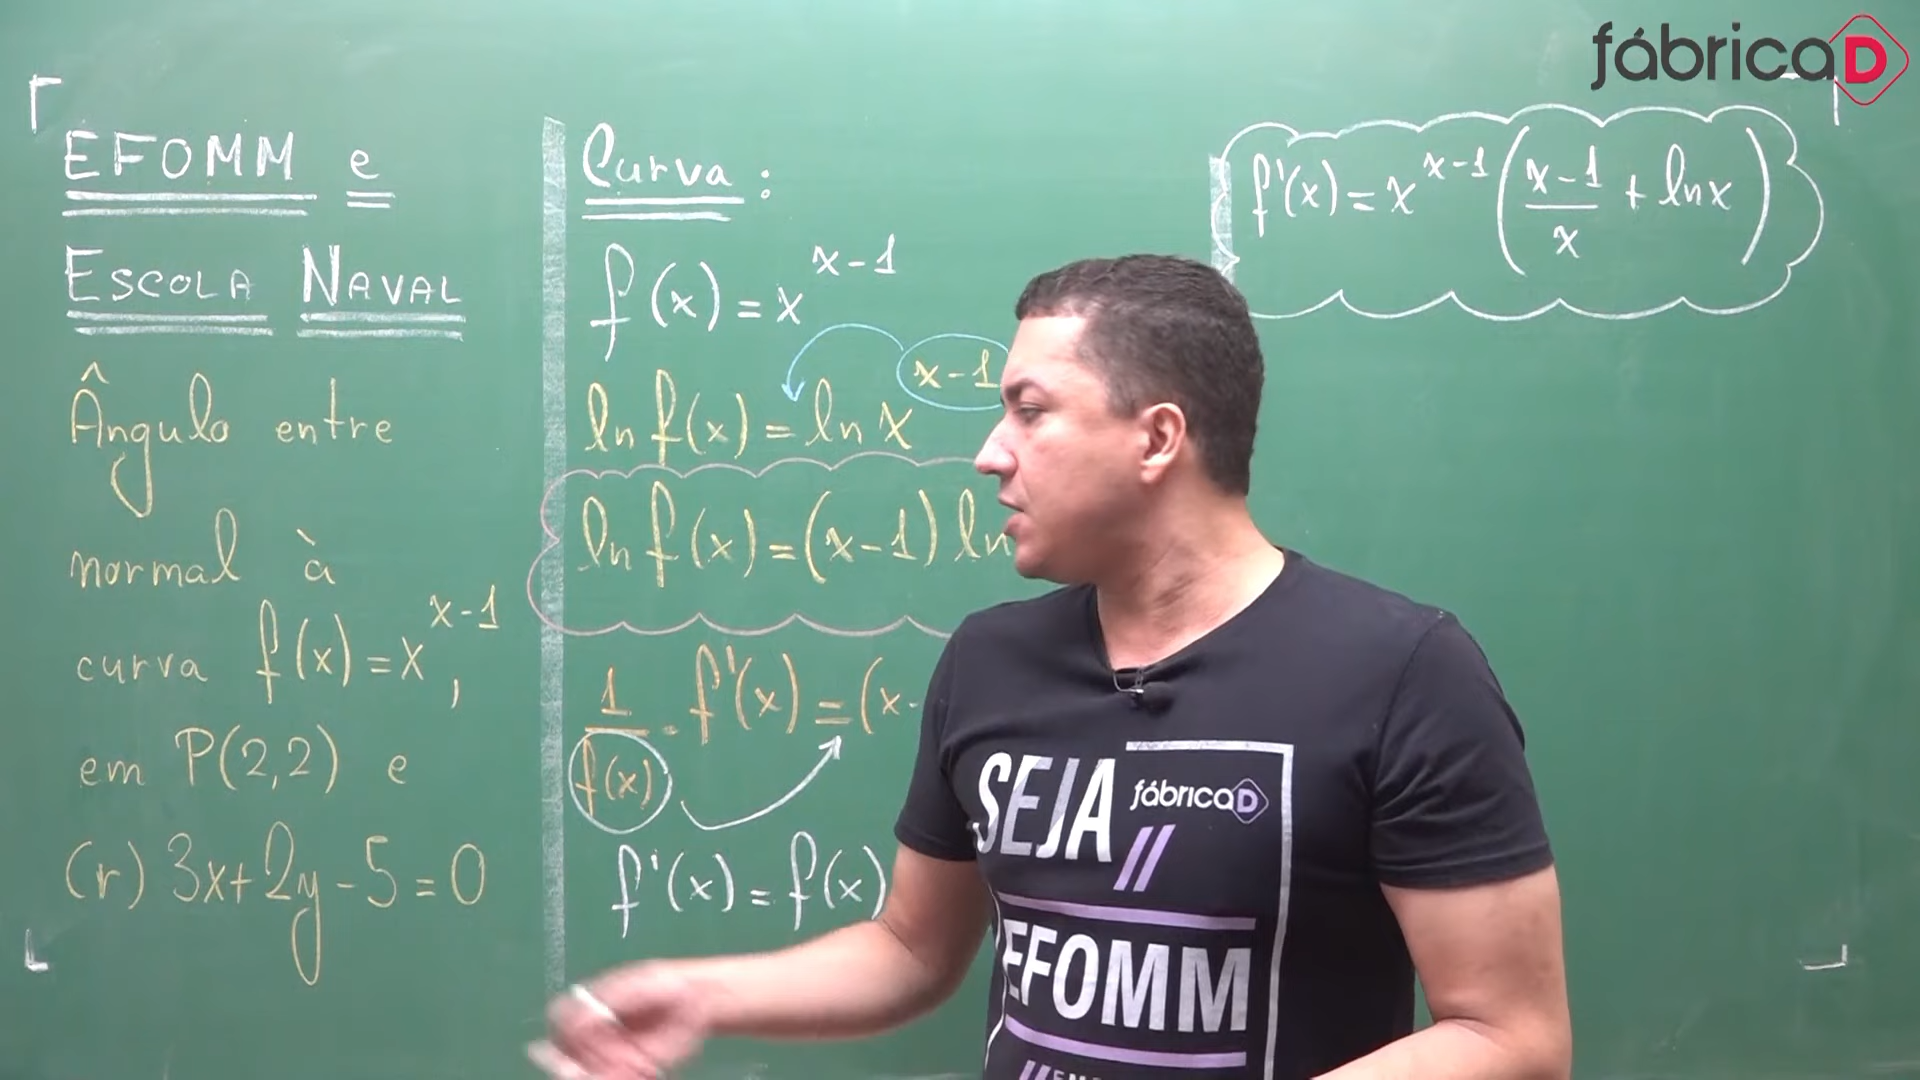 fábricaD
EFOMM e
ESCOLA NAVAL
Ângulo entre
normal à
curva f(x) = x^{x-1},
em P(2,2) e
(r) 3x+2y-5=0
Curva:
f(x) = x^{x-1}
ln f(x) = ln x^{x-1}
ln f(x) = (x-1) ln
1/f(x) . f'(x) = (x-
f'(x) = f(x)
f'(x) = x^{x-1} ( (x-1)/x + ln x )
SEJA fábricaD
//
EFOMM
//